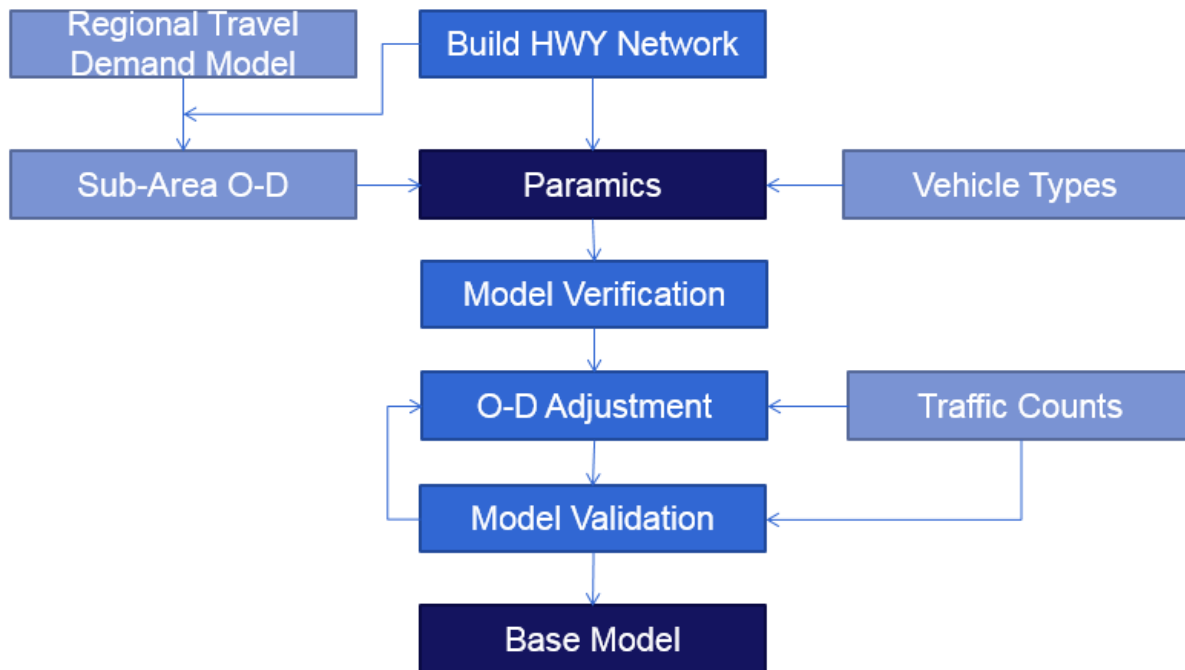 Regional Travel
Demand Model
Build HWY Network
Sub-Area O-D
Paramics
Vehicle Types
Model Verification
O-D Adjustment
Traffic Counts
Model Validation
Base Model